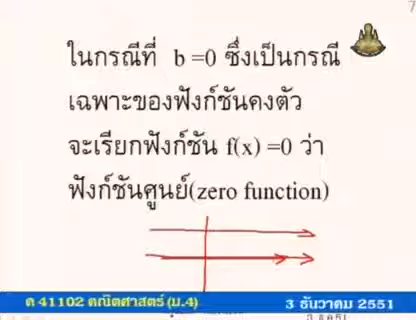 7
ในกรณีที่ b =0 ซึ่งเป็นกรณี
เฉพาะของฟังก์ชันคงตัว
จะเรียกฟังก์ชัน f(x) =0 ว่า
ฟังก์ชันศูนย์(zero function)
ค 41102 คณิตศาสตร์ (ม.4) 3 ธันวาคม 2551